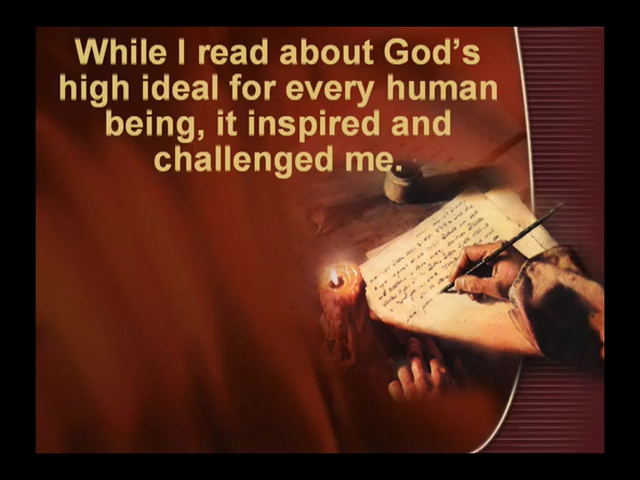 While I read about God's
high ideal for every human
being, it inspired and
challenged me.